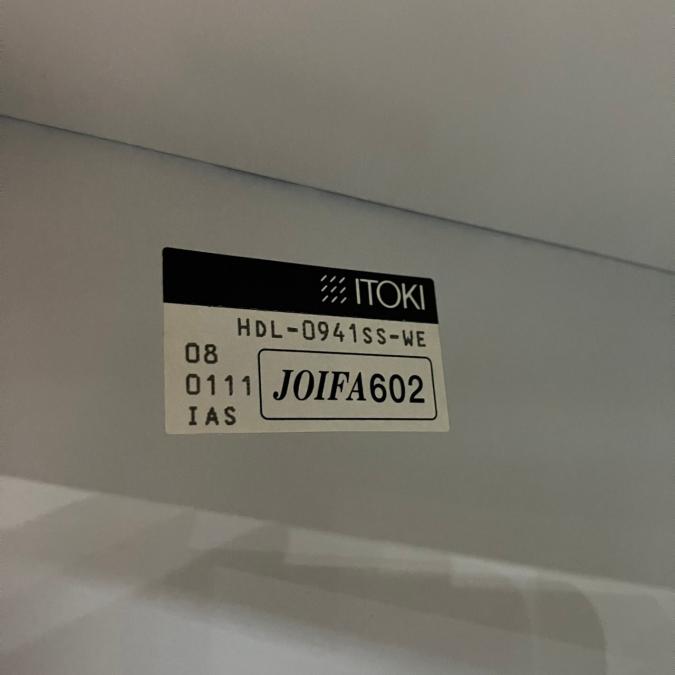 ITOKI
HDL-0941SS-WE
08
0111
IAS
JOIFA602